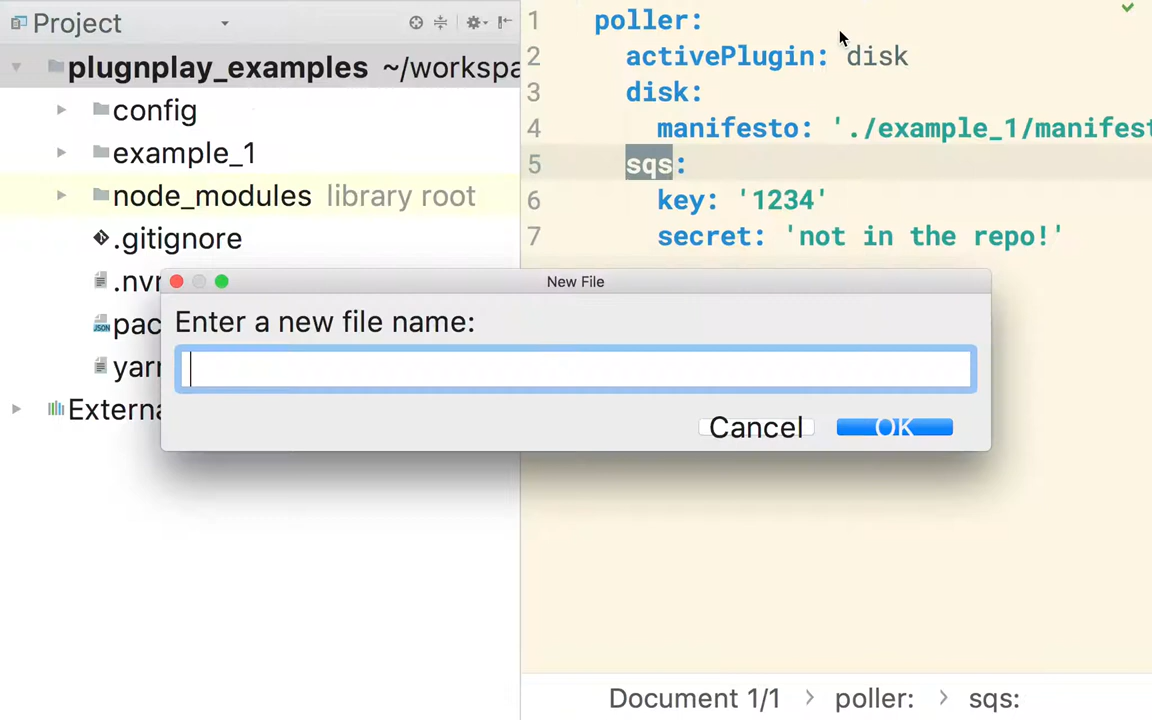 Project
plugnplay_examples ~/workspa
config
example_1
node_modules library root
.gitignore
.nvr
pac
yarr
Externa
1 poller:
2 activePlugin: disk
3 disk:
4 manifesto: './example_1/manifest
5 sqs:
6 key: '1234'
7 secret: 'not in the repo!'
New File
Enter a new file name:
Cancel
OK
Document 1/1 > poller: > sqs: